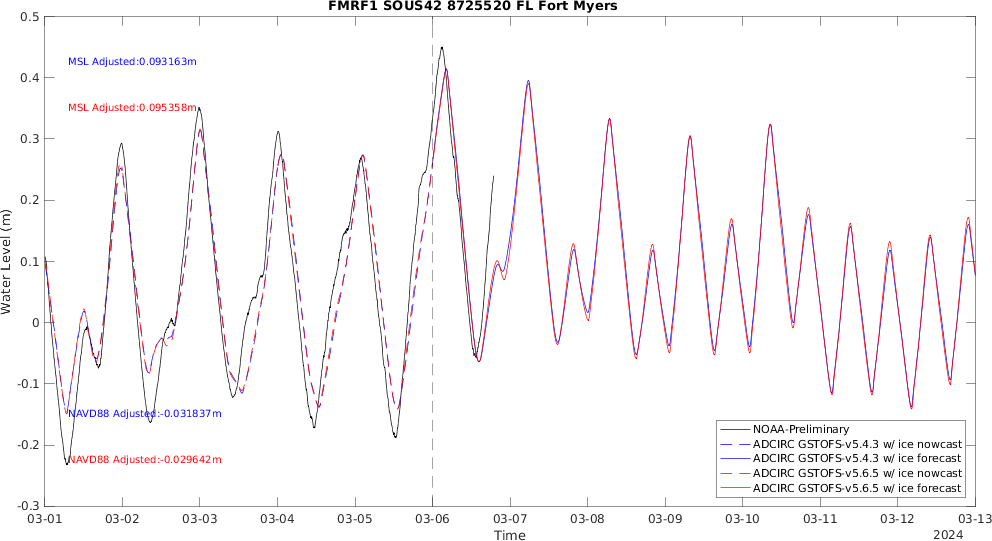 FMRF1 SOUS42 8725520 FL Fort Myers
0.5
0.4
0.3
0.2
0.1
0
-0.1
-0.2
-0.3
Water Level (m)
MSL Adjusted:0.093163m
MSL Adjusted:0.095358m
NAVD88 Adjusted:-0.031837m
NAVD88 Adjusted:-0.029642m
NOAA-Preliminary
ADCIRC GSTOFS-v5.4.3 w/ ice nowcast
ADCIRC GSTOFS-v5.4.3 w/ ice forecast
ADCIRC GSTOFS-v5.6.5 w/ ice nowcast
ADCIRC GSTOFS-v5.6.5 w/ ice forecast
03-01 03-02 03-03 03-04 03-05 03-06 03-07 03-08 03-09 03-10 03-11 03-12 03-13
Time
2024